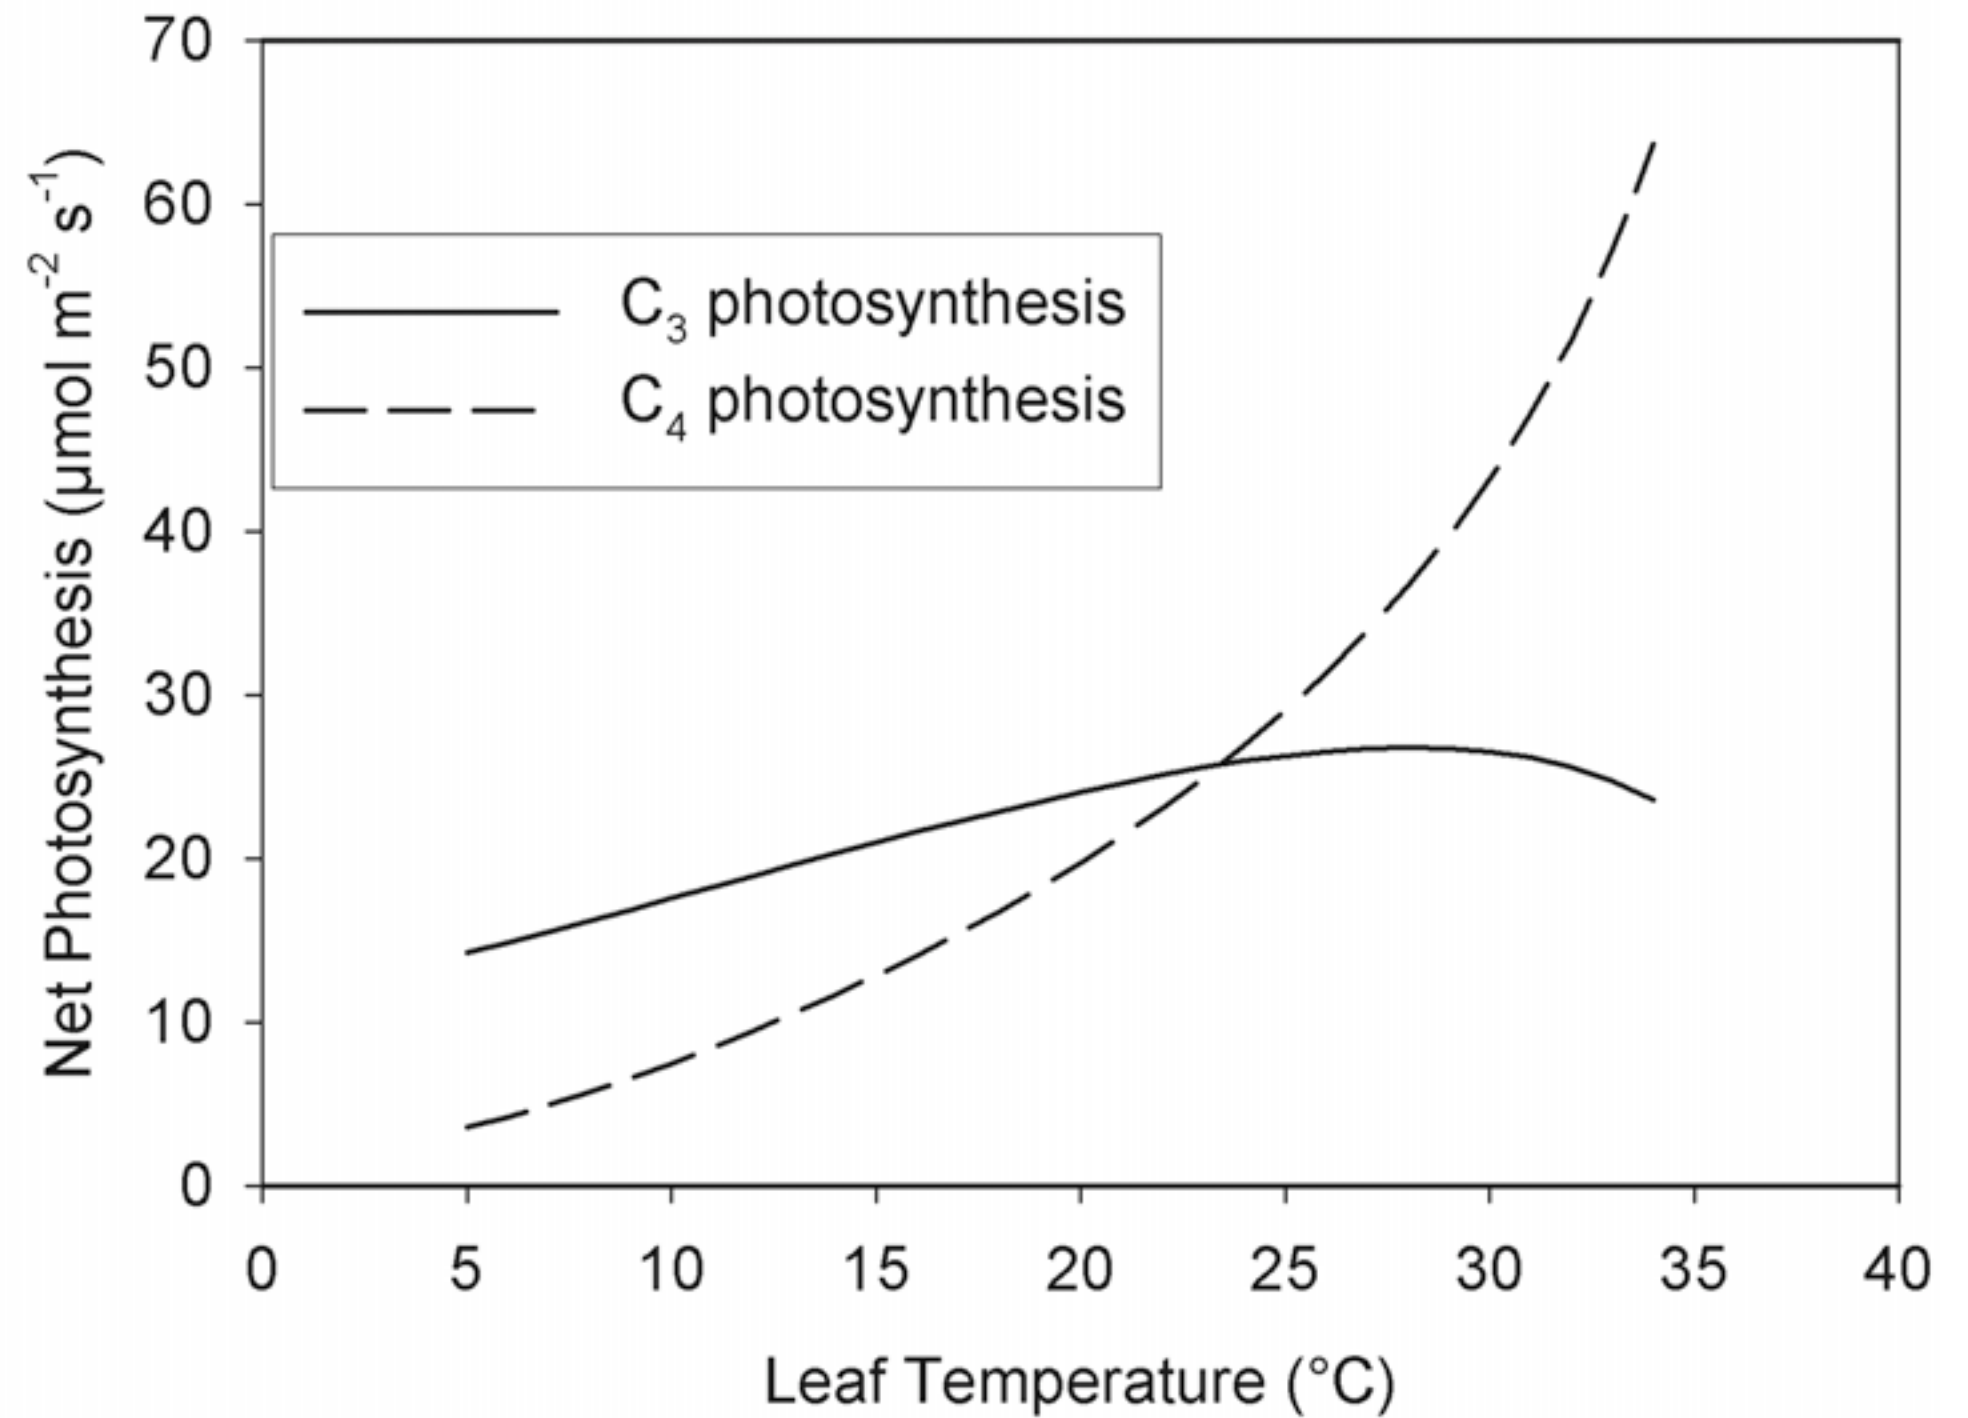 70
60
50
40
30
20
10
0
Net Photosynthesis (µmol m⁻² s⁻¹)
C₃ photosynthesis
C₄ photosynthesis
0 5 10 15 20 25 30 35 40
Leaf Temperature (°C)